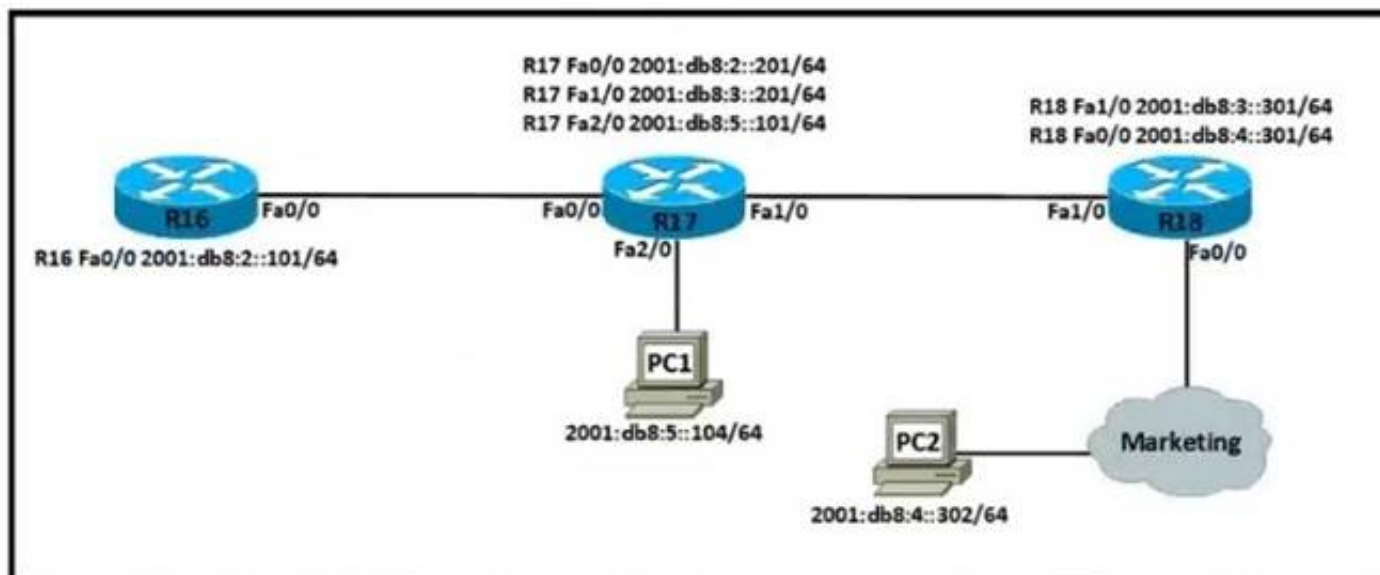 R17 Fa0/0 2001:db8:2::201/64
R17 Fa1/0 2001:db8:3::201/64
R17 Fa2/0 2001:db8:5::101/64
R18 Fa1/0 2001:db8:3::301/64
R18 Fa0/0 2001:db8:4::301/64
R16
Fa0/0
Fa0/0
R17
Fa1/0
Fa1/0
R18
Fa2/0
Fa0/0
R16 Fa0/0 2001:db8:2::101/64
PC1
2001:db8:5::104/64
PC2
Marketing
2001:db8:4::302/64